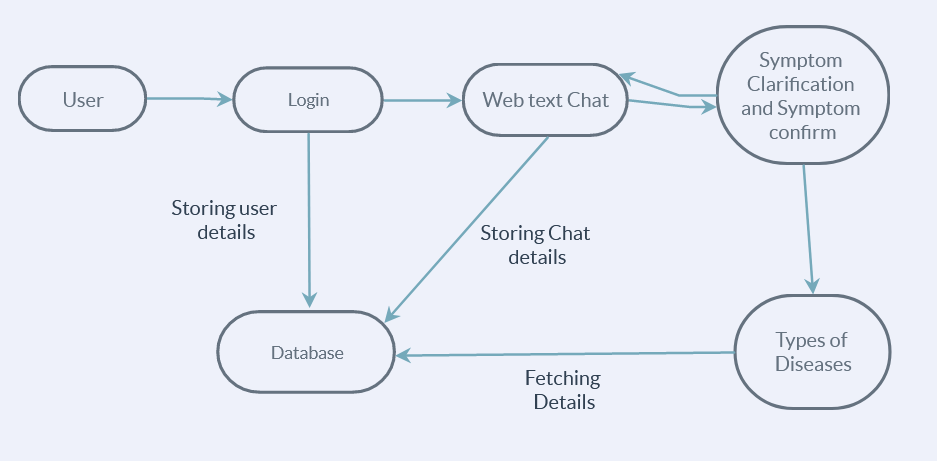 User
Login
Web text Chat
Symptom
Clarification
and Symptom
confirm
Storing user
details
Storing Chat
details
Database
Types of
Diseases
Fetching
Details